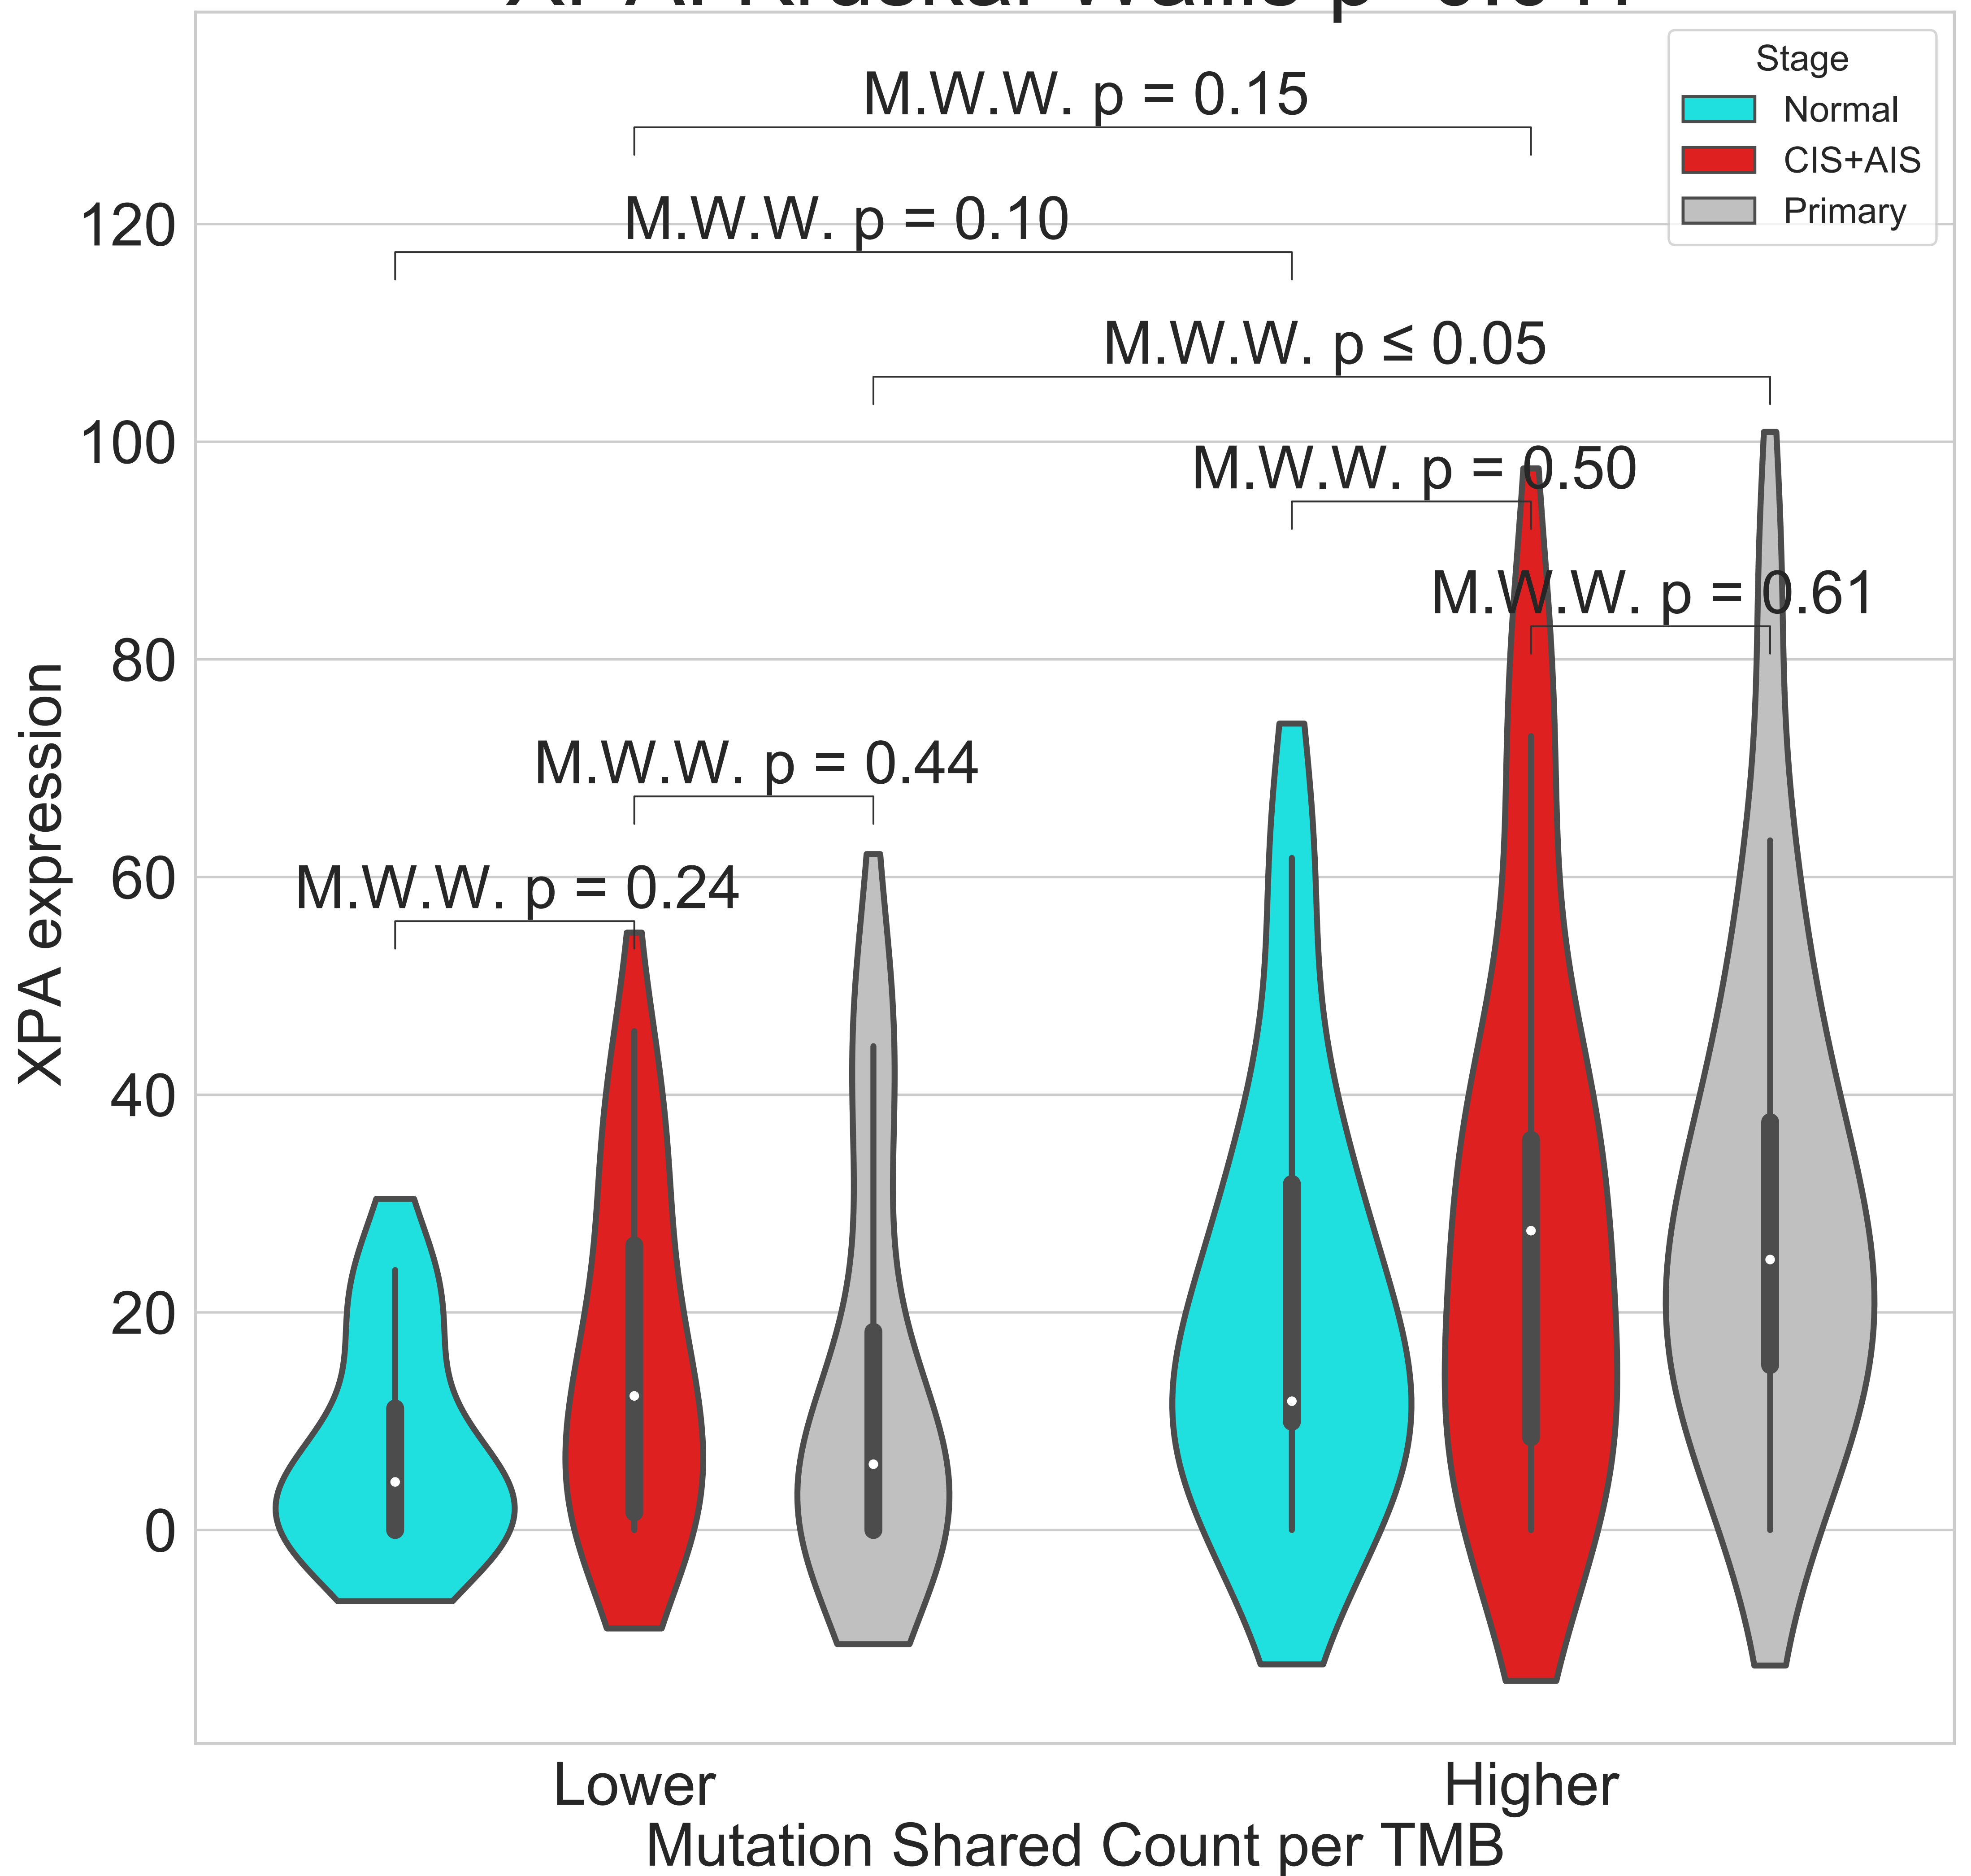 Stage
Normal
CIS+AIS
Primary
M.W.W. p = 0.15
M.W.W. p = 0.10
M.W.W. p ≤ 0.05
M.W.W. p = 0.50
M.W.W. p = 0.61
M.W.W. p = 0.44
M.W.W. p = 0.24
120
100
80
60
40
20
0
XPA expression
Lower
Higher
Mutation Shared Count per TMB